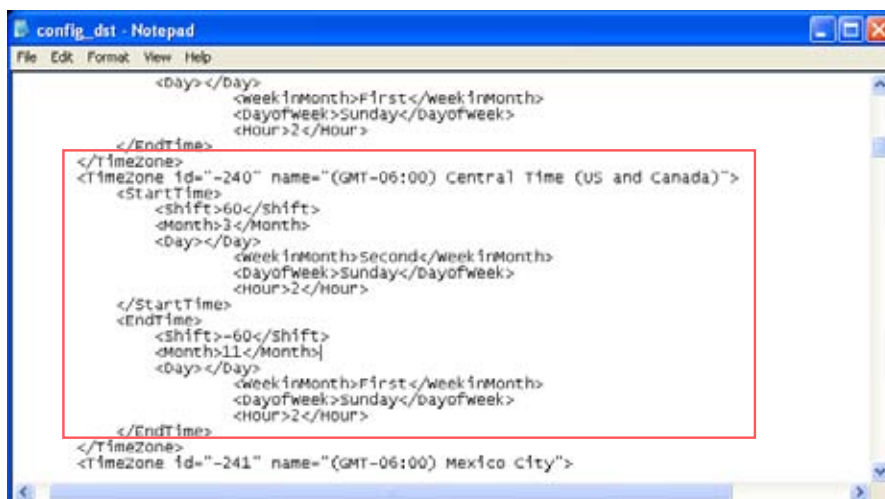 config_dst - Notepad
File Edit Format View Help
<Day></Day>
<WeekinMonth>First</WeekinMonth>
<DayofWeek>Sunday</DayofWeek>
<Hour>2</Hour>
</EndTime>
</TimeZone>
<TimeZone id="-240" name="(GMT-06:00) Central Time (US and Canada)">
<StartTime>
<Shift>60</Shift>
<Month>3</Month>
<Day></Day>
<WeekinMonth>Second</WeekinMonth>
<DayofWeek>Sunday</DayofWeek>
<Hour>2</Hour>
</StartTime>
<EndTime>
<Shift>-60</Shift>
<Month>11</Month>
<Day></Day>
<WeekinMonth>First</WeekinMonth>
<DayofWeek>Sunday</DayofWeek>
<Hour>2</Hour>
</EndTime>
</TimeZone>
<TimeZone id="-241" name="(GMT-06:00) Mexico City">